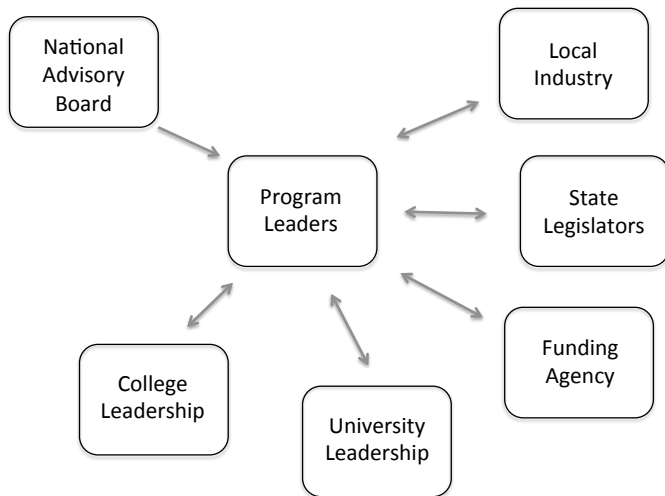 National
Advisory
Board
Local
Industry
Program
Leaders
State
Legislators
Funding
Agency
College
Leadership
University
Leadership